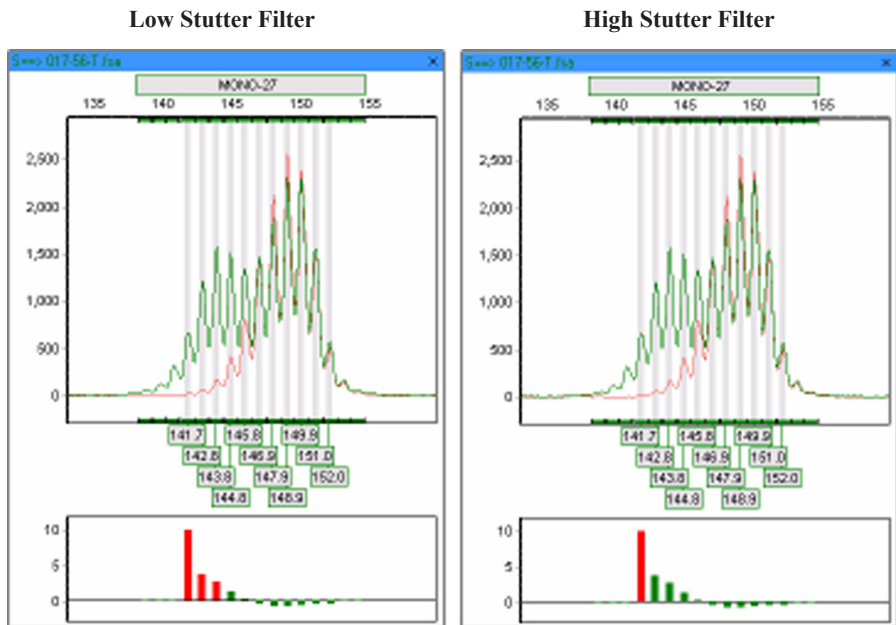 Low Stutter Filter
High Stutter Filter
S==> 017-56-T.fsa
MONO-27
135 140 145 150 155
2,500
2,000
1,500
1,000
500
0
141.7 145.8 149.9
142.8 146.9 151.0
143.8 147.9 152.0
144.8 148.9
10
5
0
S==> 017-56-T.fsa
MONO-27
135 140 145 150 155
2,500
2,000
1,500
1,000
500
0
141.7 145.8 149.9
142.8 146.9 151.0
143.8 147.9 152.0
144.8 148.9
10
5
0